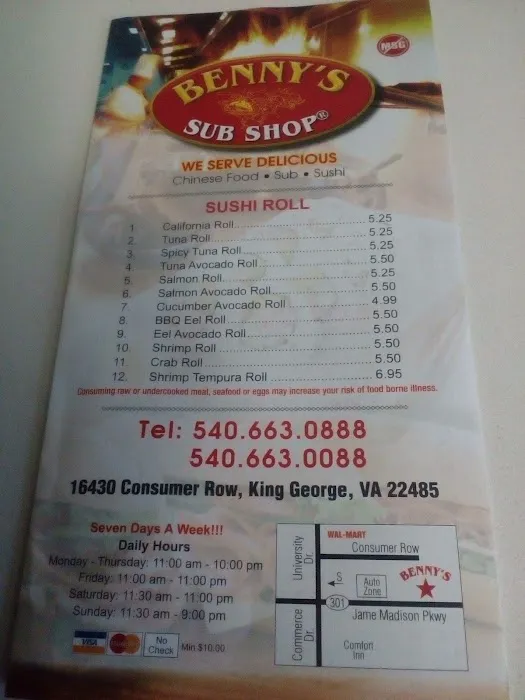 MSG
BENNY'S
SUB SHOP®
WE SERVE DELICIOUS
Chinese Food • Sub • Sushi
SUSHI ROLL
1. California Roll 5.25
2. Tuna Roll 5.25
3. Spicy Tuna Roll 5.25
4. Tuna Avocado Roll 5.50
5. Salmon Roll 5.25
6. Salmon Avocado Roll 5.50
7. Cucumber Avocado Roll 4.99
8. BBQ Eel Roll 5.50
9. Eel Avocado Roll 5.50
10. Shrimp Roll 5.50
11. Crab Roll 5.50
12. Shrimp Tempura Roll 6.95
Consuming raw or undercooked meat, seafood or eggs may increase your risk of food borne illness.
Tel: 540.663.0888
540.663.0088
16430 Consumer Row, King George, VA 22485
Seven Days A Week!!!
Daily Hours
Monday - Thursday: 11:00 am - 10:00 pm
Friday: 11:00 am - 11:00 pm
Saturday: 11:30 am - 11:00 pm
Sunday: 11:30 am - 9:00 pm
VISA
MasterCard
No
Check
Min $10.00
University
Dr.
WAL-MART
Consumer Row
BENNY'S
S
Auto
Zone
301
Jame Madison Pkwy
Commerce
Dr.
Comfort
Inn